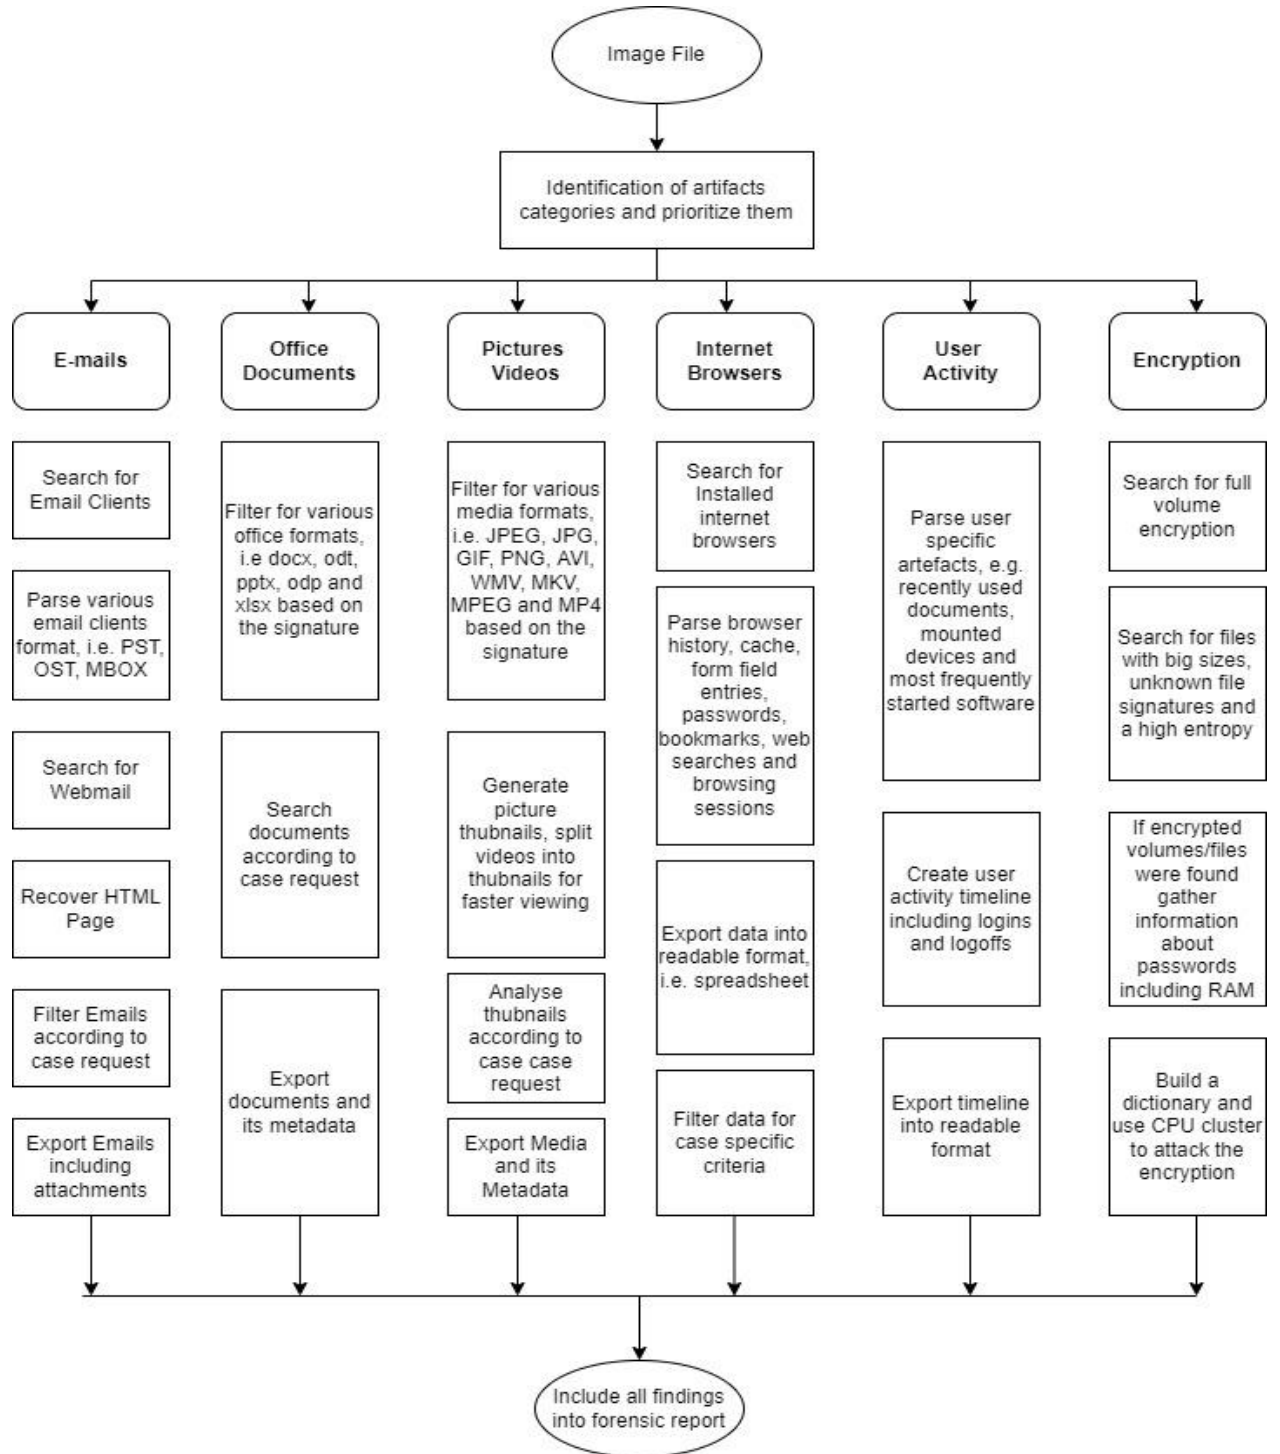 Image File
Identification of artifacts
categories and prioritize them
E-mails
Office
Documents
Pictures
Videos
Internet
Browsers
User
Activity
Encryption
Search for
Email Clients
Parse various
email clients
format, i.e. PST,
OST, MBOX
Search for
Webmail
Recover HTML
Page
Filter Emails
according to
case request
Export Emails
including
attachments
Filter for various
office formats,
i.e docx, odt,
pptx, odp and
xlsx based on
the signature
Search
documents
according to
case request
Export
documents and
its metadata
Filter for various
media formats,
i.e. JPEG, JPG,
GIF, PNG, AVI,
WMV, MKV,
MPEG and MP4
based on the
signature
Generate
picture
thubnails, split
videos into
thubnails for
faster viewing
Analyse
thubnails
according to
case case
request
Export Media
and its
Metadata
Search for
Installed
internet
browsers
Parse browser
history, cache,
form field
entries,
passwords,
bookmarks, web
searches and
browsing
sessions
Export data into
readable format,
i.e. spreadsheet
Filter data for
case specific
criteria
Parse user
specific
artefacts, e.g.
recently used
documents,
mounted
devices and
most frequently
started software
Create user
activity timeline
including logins
and logoffs
Export timeline
into readable
format
Search for full
volume
encryption
Search for files
with big sizes,
unknown file
signatures and
a high entropy
If encrypted
volumes/files
were found
gather
information
about
passwords
including RAM
Build a
dictionary and
use CPU cluster
to attack the
encryption
Include all findings
into forensic report